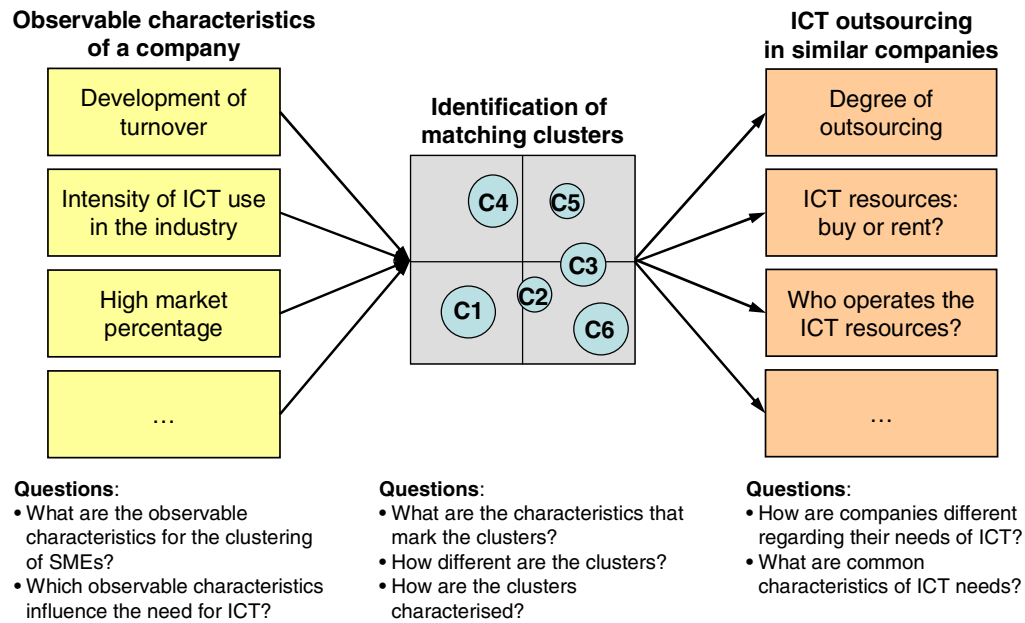 Observable characteristics
of a company
Development of
turnover
Intensity of ICT use
in the industry
High market
percentage
…
Identification of
matching clusters
C4
C5
C3
C2
C1
C6
ICT outsourcing
in similar companies
Degree of
outsourcing
ICT resources:
buy or rent?
Who operates the
ICT resources?
…
Questions:
• What are the observable
characteristics for the clustering
of SMEs?
• Which observable characteristics
influence the need for ICT?
Questions:
• What are the characteristics that
mark the clusters?
• How different are the clusters?
• How are the clusters
characterised?
Questions:
• How are companies different
regarding their needs of ICT?
• What are common
characteristics of ICT needs?